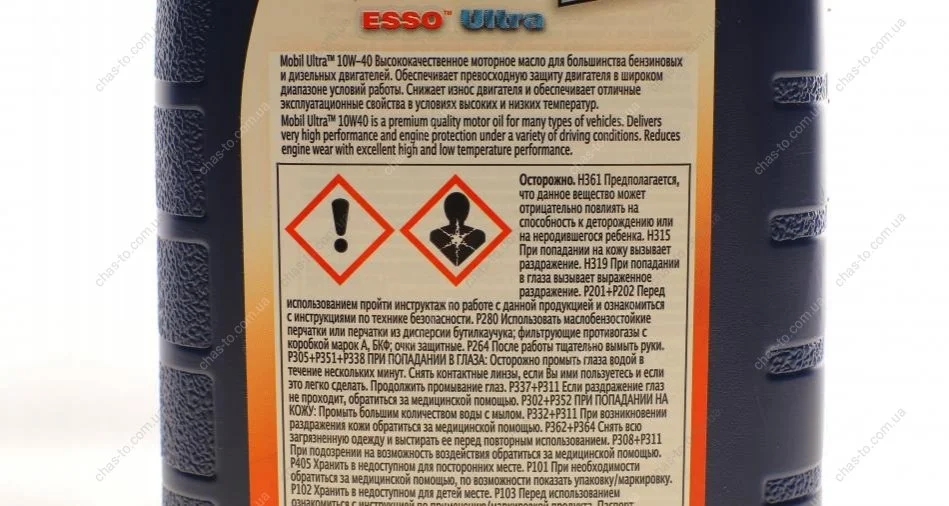 ESSO™ Ultra
Mobil Ultra™ 10W–40 Высококачественное моторное масло для большинства бензиновых
и дизельных двигателей. Обеспечивает превосходную защиту двигателя в широком
диапазоне условий работы. Снижает износ двигателя и обеспечивает отличные
эксплуатационные свойства в условиях высоких и низких температур.
Mobil Ultra™ 10W40 is a premium quality motor oil for many types of vehicles. Delivers
very high performance and engine protection under a variety of driving conditions. Reduces
engine wear with excellent high and low temperature performance.
Осторожно. H361 Предполагается,
что данное вещество может
отрицательно повлиять на
способность к деторождению или
на неродившегося ребенка. H315
При попадании на кожу вызывает
раздражение. H319 При попадании
в глаза вызывает выраженное
раздражение. P201+P202 Перед
использованием пройти инструктаж по работе с данной продукцией и ознакомиться
с инструкциями по технике безопасности. P280 Использовать маслобензостойкие
перчатки или перчатки из дисперсии бутилкаучука; фильтрующие противогазы с
коробкой марок А, БКФ; очки защитные. P264 После работы тщательно вымыть руки.
P305+P351+P338 ПРИ ПОПАДАНИИ В ГЛАЗА: Осторожно промыть глаза водой в
течение нескольких минут. Снять контактные линзы, если Вы ими пользуетесь и если
это легко сделать. Продолжить промывание глаз. P337+P311 Если раздражение глаз
не проходит, обратиться за медицинской помощью. P302+P352 ПРИ ПОПАДАНИИ НА
КОЖУ: Промыть большим количеством воды с мылом. P332+P311 При возникновении
раздражения кожи обратиться за медицинской помощью. P362+P364 Снять всю
загрязненную одежду и выстирать ее перед повторным использованием. P308+P311
При подозрении на возможность воздействия обратиться за медицинской помощью.
P405 Хранить в недоступном для посторонних месте. P101 При необходимости
обратиться за медицинской помощью, по возможности показать упаковку/маркировку.
P102 Хранить в недоступном для детей месте. P103 Перед использованием
ознакомиться с инструкцией по применению/маркировкой продукта. Паспорт
chas-to.com.ua